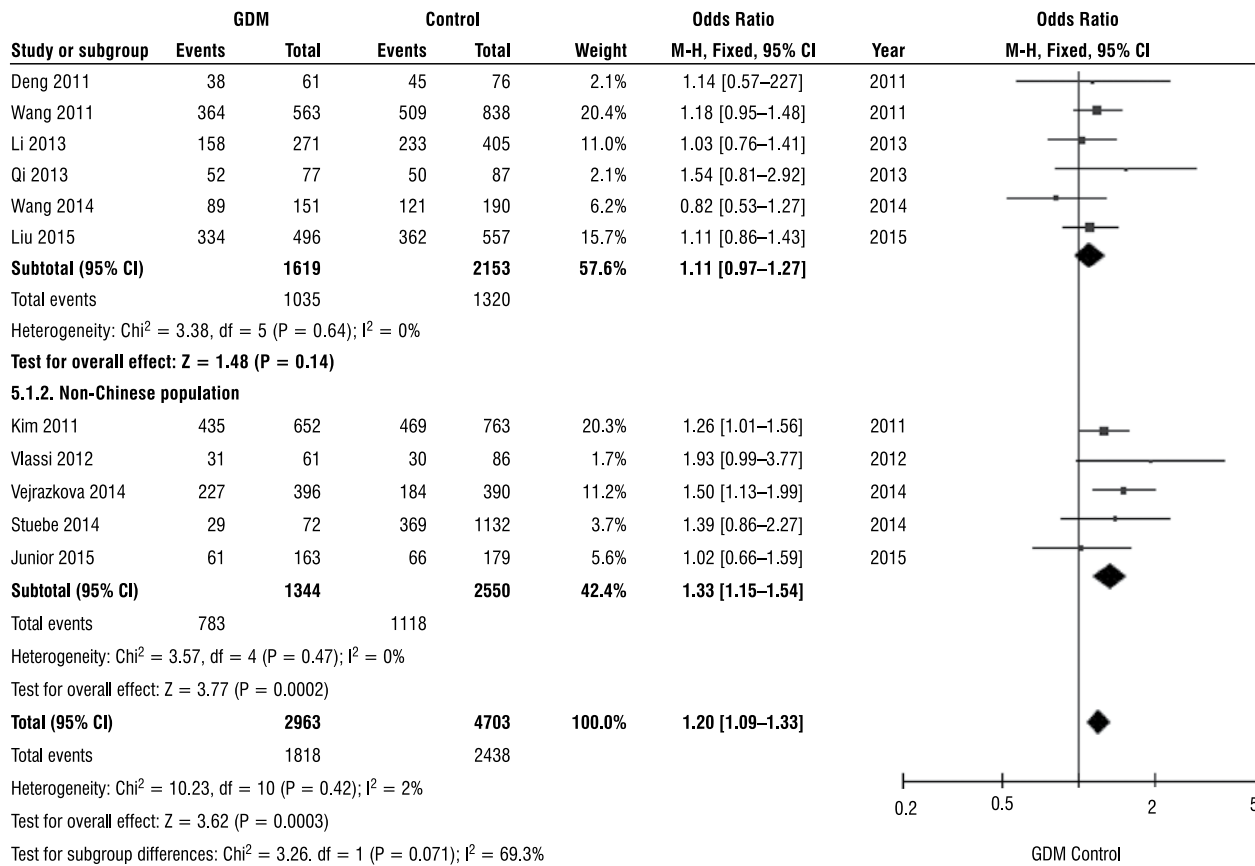 GDM Control Odds Ratio Odds Ratio
Study or subgroup Events Total Events Total Weight M-H, Fixed, 95% CI Year M-H, Fixed, 95% CI
Deng 2011 38 61 45 76 2.1% 1.14 [0.57–227] 2011
Wang 2011 364 563 509 838 20.4% 1.18 [0.95–1.48] 2011
Li 2013 158 271 233 405 11.0% 1.03 [0.76–1.41] 2013
Qi 2013 52 77 50 87 2.1% 1.54 [0.81–2.92] 2013
Wang 2014 89 151 121 190 6.2% 0.82 [0.53–1.27] 2014
Liu 2015 334 496 362 557 15.7% 1.11 [0.86–1.43] 2015
Subtotal (95% CI) 1619 2153 57.6% 1.11 [0.97–1.27]
Total events 1035 1320
Heterogeneity: Chi² = 3.38, df = 5 (P = 0.64); I² = 0%
Test for overall effect: Z = 1.48 (P = 0.14)
5.1.2. Non-Chinese population
Kim 2011 435 652 469 763 20.3% 1.26 [1.01–1.56] 2011
Vlassi 2012 31 61 30 86 1.7% 1.93 [0.99–3.77] 2012
Vejrazkova 2014 227 396 184 390 11.2% 1.50 [1.13–1.99] 2014
Stuebe 2014 29 72 369 1132 3.7% 1.39 [0.86–2.27] 2014
Junior 2015 61 163 66 179 5.6% 1.02 [0.66–1.59] 2015
Subtotal (95% CI) 1344 2550 42.4% 1.33 [1.15–1.54]
Total events 783 1118
Heterogeneity: Chi² = 3.57, df = 4 (P = 0.47); I² = 0%
Test for overall effect: Z = 3.77 (P = 0.0002)
Total (95% CI) 2963 4703 100.0% 1.20 [1.09–1.33]
Total events 1818 2438
Heterogeneity: Chi² = 10.23, df = 10 (P = 0.42); I² = 2%
Test for overall effect: Z = 3.62 (P = 0.0003)
Test for subgroup differences: Chi² = 3.26. df = 1 (P = 0.071); I² = 69.3%
0.2 0.5 2 5
GDM Control